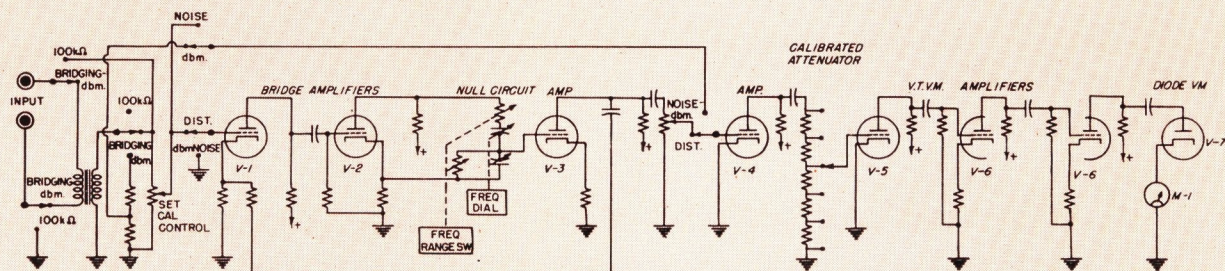 NOISE
100kΩ
dbm.
BRIDGING-
dbm.
INPUT
100kΩ
BRIDGING
dbm.
DIST.
dbmNOISE
BRIDGING
dbm.
100kΩ
SET
CAL
CONTROL
V-1
BRIDGE AMPLIFIERS
V-2
+
+
NULL CIRCUIT
FREQ
DIAL
FREQ
RANGE SW
AMP
V-3
+
NOISE-
dbm.
DIST.
AMP.
V-4
+
CALIBRATED
ATTENUATOR
V-5
V.T.V.M.
AMPLIFIERS
+
V-6
+
V-6
+
DIODE VM
V-7
M-1